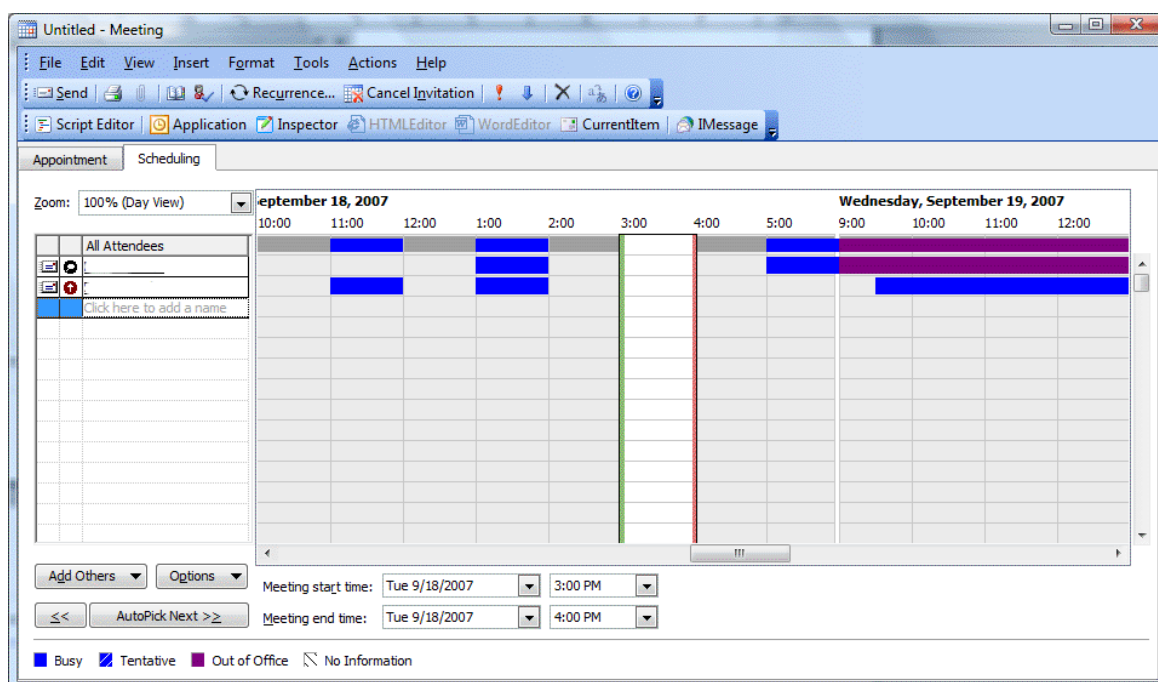 Untitled - Meeting
File Edit View Insert Format Tools Actions Help
Send Recurrence... Cancel Invitation
Script Editor Application Inspector HTMLEditor WordEditor CurrentItem IMessage
Appointment Scheduling
Zoom: 100% (Day View) eptember 18, 2007 Wednesday, September 19, 2007
10:00 11:00 12:00 1:00 2:00 3:00 4:00 5:00 9:00 10:00 11:00 12:00
All Attendees
Click here to add a name
Add Others Options
Meeting start time: Tue 9/18/2007 3:00 PM
<< AutoPick Next >> Meeting end time: Tue 9/18/2007 4:00 PM
Busy Tentative Out of Office No Information